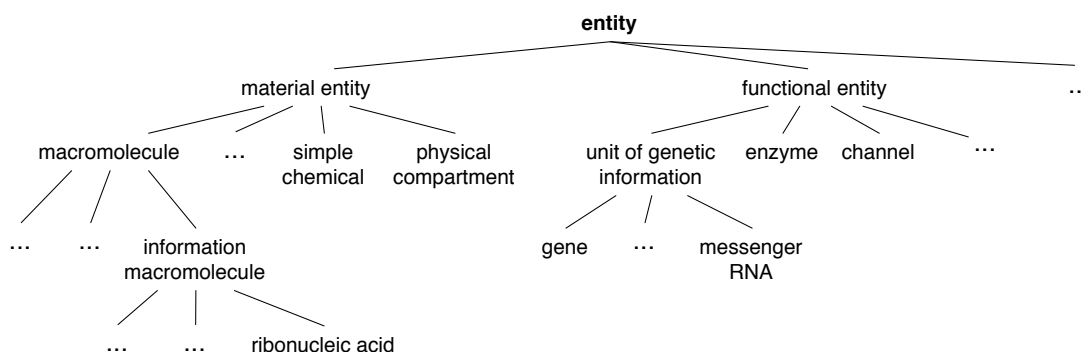 entity
material entity
functional entity
..
macromolecule
...
simple
chemical
physical
compartment
unit of genetic
information
enzyme
channel
...
...
...
information
macromolecule
gene
...
messenger
RNA
...
...
ribonucleic acid